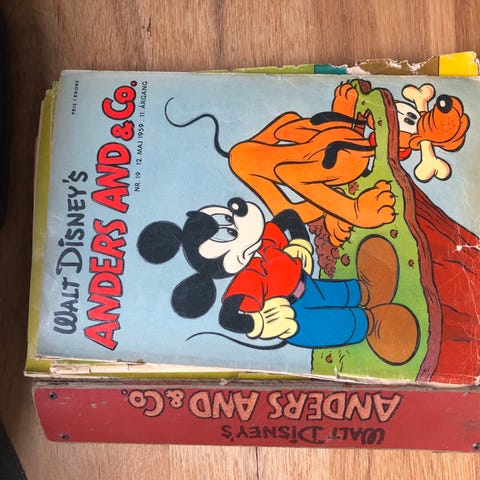 PRIS 1 KRONE
WALT DISNEY'S
ANDERS AND & Co.
NR. 19 . 12. MAJ 1959 . 11. ÅRGANG
WALT DISNEY'S
ANDERS AND & Co.